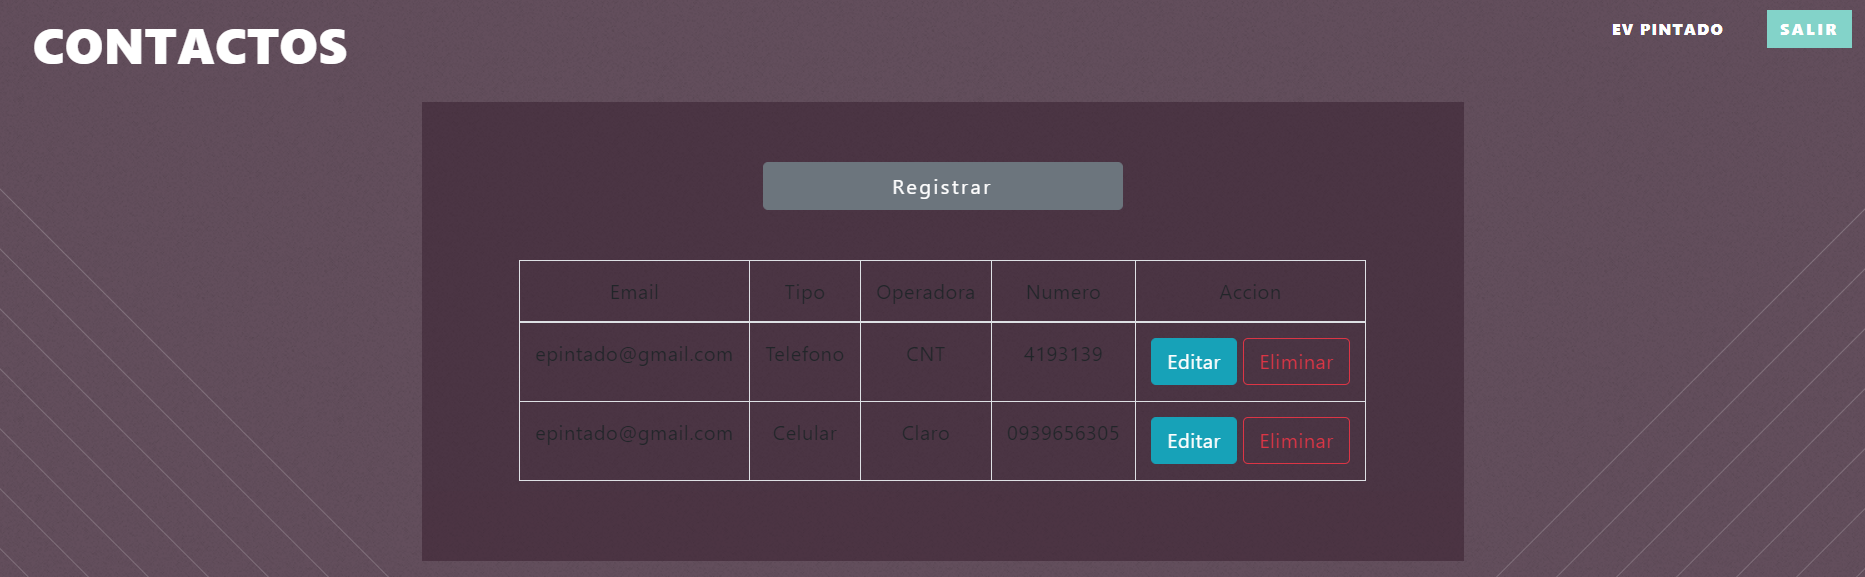 CONTACTOS
EV PINTADO SALIR
Registrar
Email Tipo Operadora Numero Accion
epintado@gmail.com Telefono CNT 4193139 Editar Eliminar
epintado@gmail.com Celular Claro 0939656305 Editar Eliminar